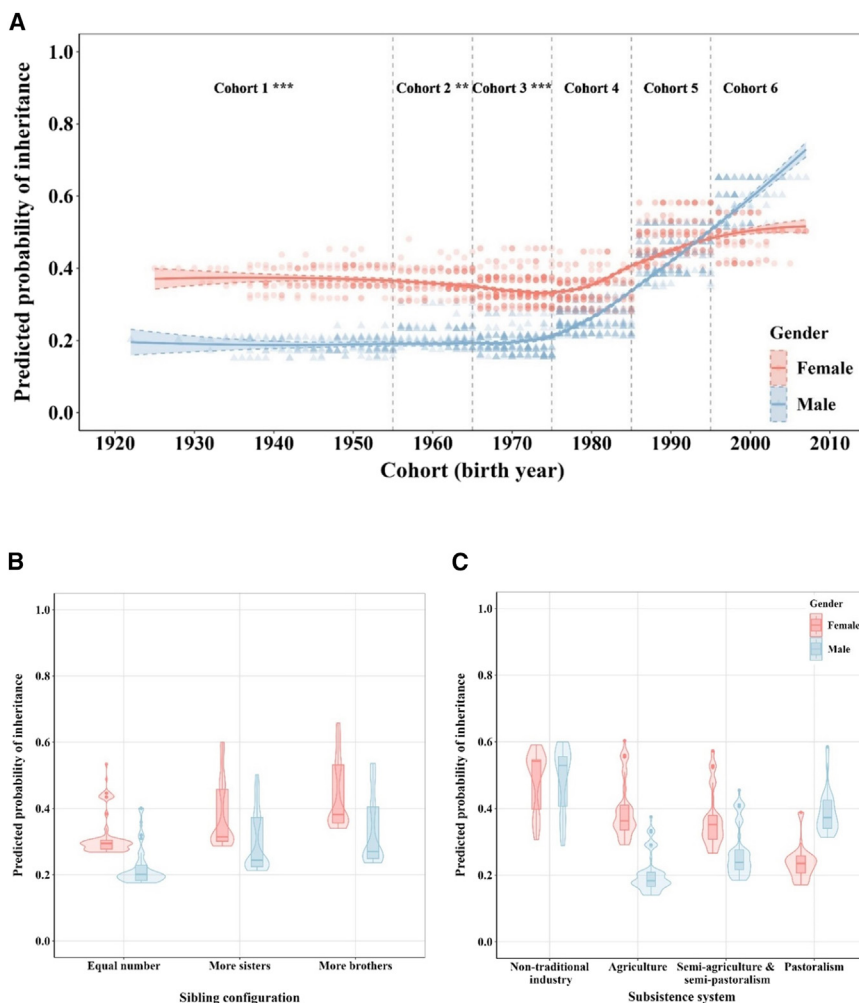 A
Predicted probability of inheritance
1.0
0.8
0.6
0.4
0.2
0.0
Cohort 1 ***
Cohort 2 **
Cohort 3 ***
Cohort 4
Cohort 5
Cohort 6
Gender
Female
Male
1920
1930
1940
1950
1960
1970
1980
1990
2000
2010
Cohort (birth year)
B
Predicted probability of inheritance
1.0
0.8
0.6
0.4
0.2
0.0
Equal number
More sisters
More brothers
Sibling configuration
C
Predicted probability of inheritance
1.0
0.8
0.6
0.4
0.2
0.0
Gender
Female
Male
Non-traditional
industry
Agriculture
Semi-agriculture &
semi-pastoralism
Pastoralism
Subsistence system